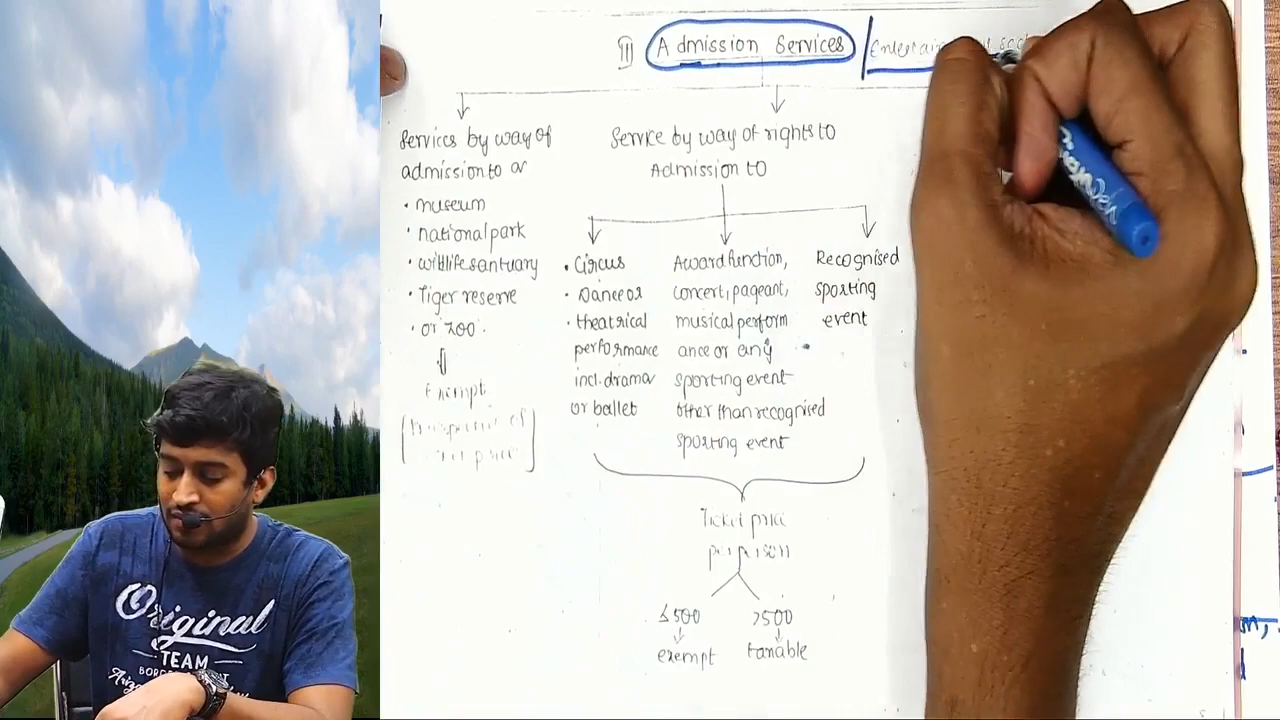 11) Admission Services
Services by way of
admission to a
• museum
• national park
• wildlife santuary
• Tiger reserve
• or zoo.
Exempt
Service by way of rights to
Admission to
• Circus
• Dance or
• theatrical
performance
incl. drama
or ballet
Award function,
concert, pageant,
musical perform
ance or any
sporting event
other than recognised
sporting event
Recognised
sporting
event
Ticket price
per person
≤500
exempt
>500
taxable
Original
TEAM